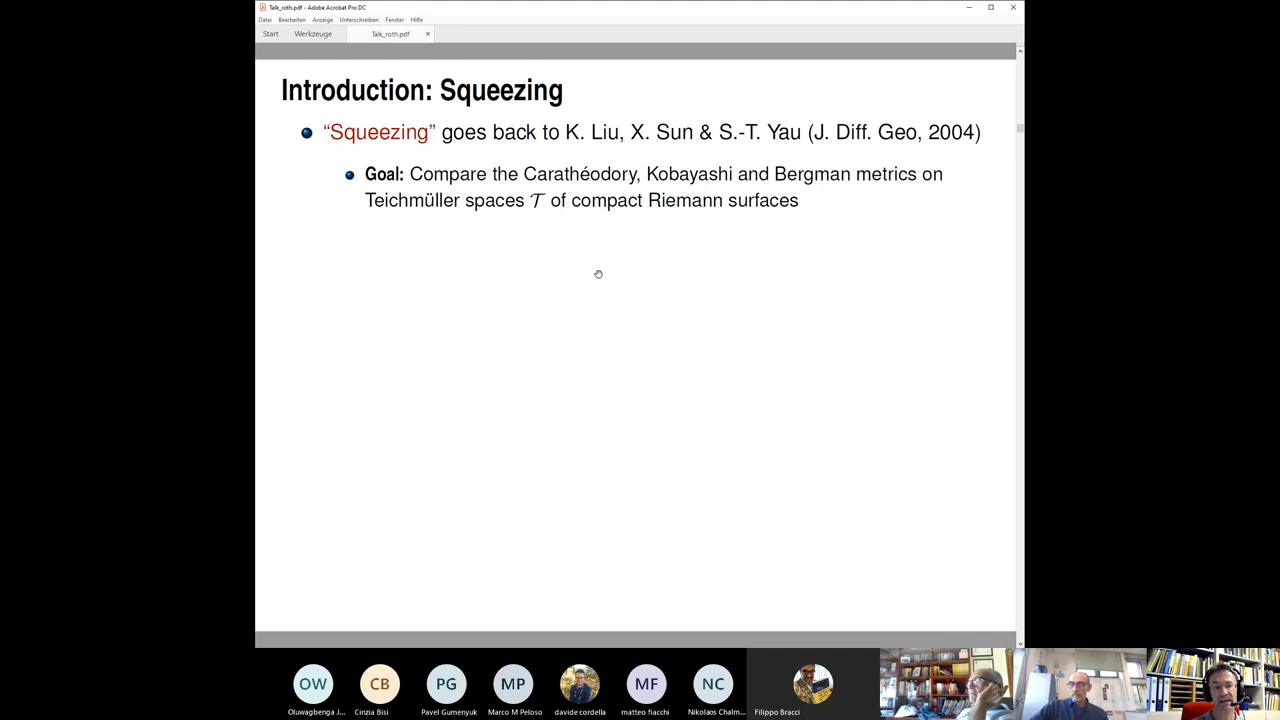 Talk_roth.pdf - Adobe Acrobat Pro DC
Datei Bearbeiten Anzeige Unterschreiben Fenster Hilfe
Start Werkzeuge Talk_roth.pdf ×
Introduction: Squeezing
“Squeezing” goes back to K. Liu, X. Sun & S.-T. Yau (J. Diff. Geo, 2004)
Goal: Compare the Carathéodory, Kobayashi and Bergman metrics on
Teichmüller spaces 𝒯 of compact Riemann surfaces
OW CB PG MP MF NC
Oluwagbenga J... Cinzia Bisi Pavel Gumenyuk Marco M Peloso davide cordella matteo fiacchi Nikolaos Chalm... Filippo Bracci